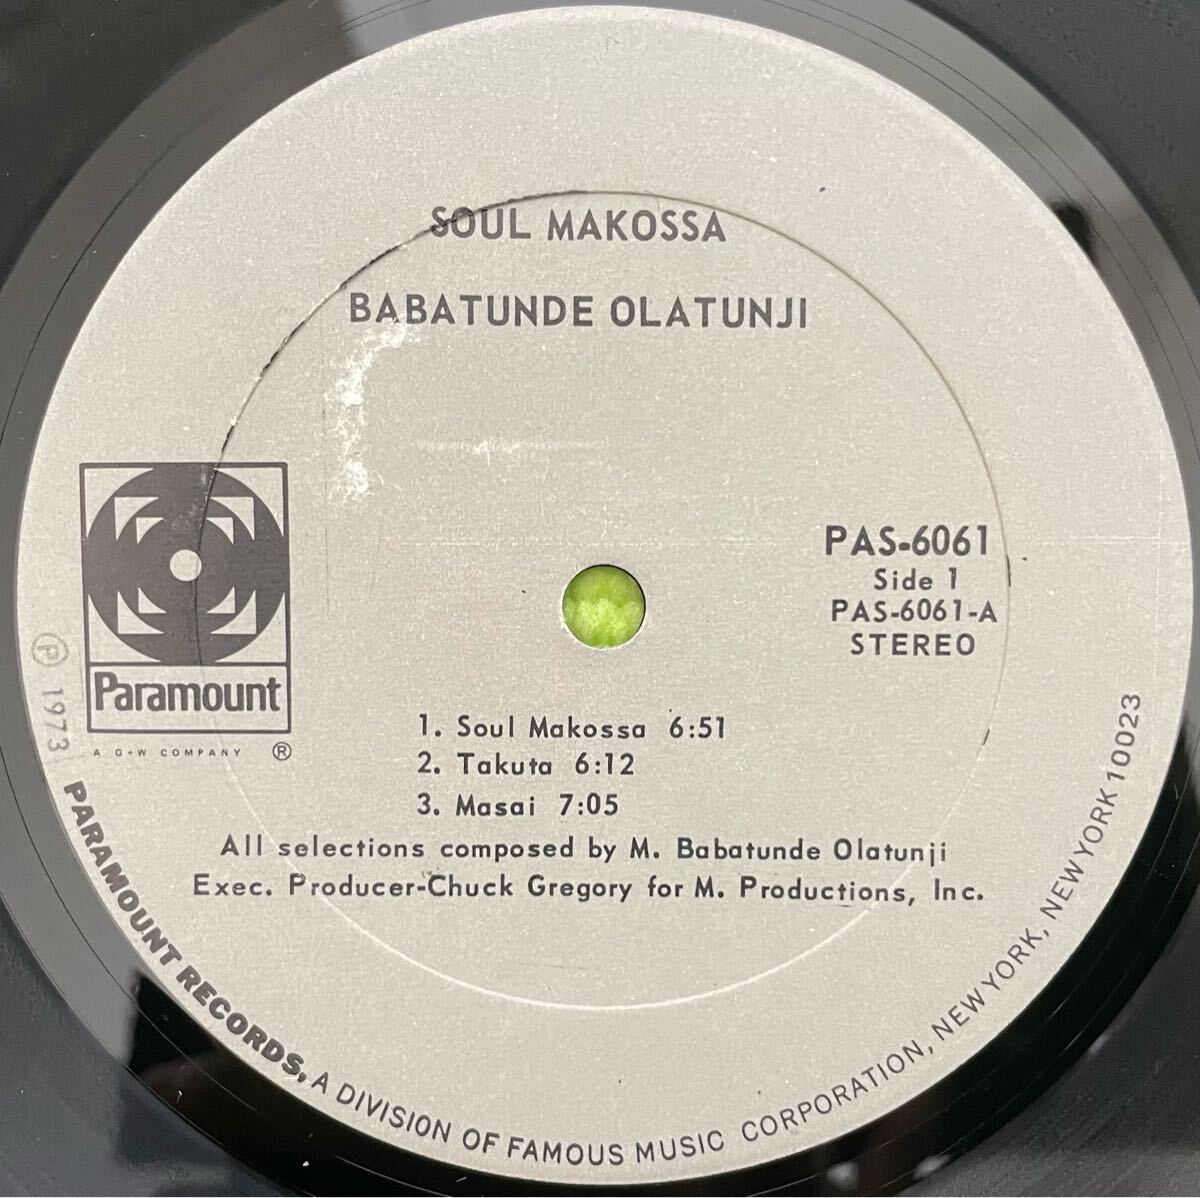 SOUL MAKOSSA
BABATUNDE OLATUNJI
PAS-6061
Side 1
PAS-6061-A
STEREO
Paramount
A G+W COMPANY ®
1. Soul Makossa 6:51
2. Takuta 6:12
3. Masai 7:05
All selections composed by M. Babatunde Olatunji
Exec. Producer-Chuck Gregory for M. Productions, Inc.
℗ 1973 PARAMOUNT RECORDS, A DIVISION OF FAMOUS MUSIC CORPORATION, NEW YORK, NEW YORK 10023